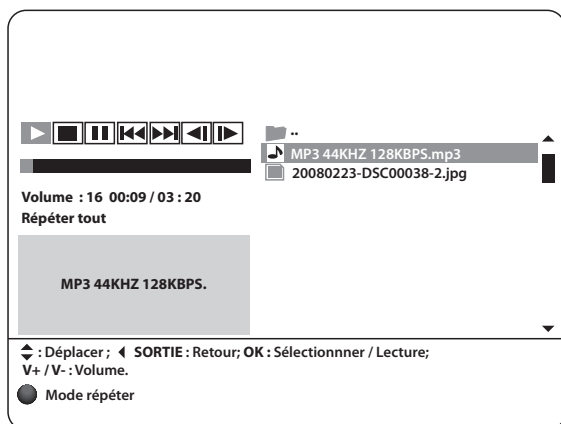 ..
MP3 44KHZ 128KBPS.mp3
20080223-DSC00038-2.jpg
Volume : 16 00:09 / 03 : 20
Répéter tout
MP3 44KHZ 128KBPS.
: Déplacer ; SORTIE : Retour; OK : Sélectionnner / Lecture;
V+ / V- : Volume.
Mode répéter